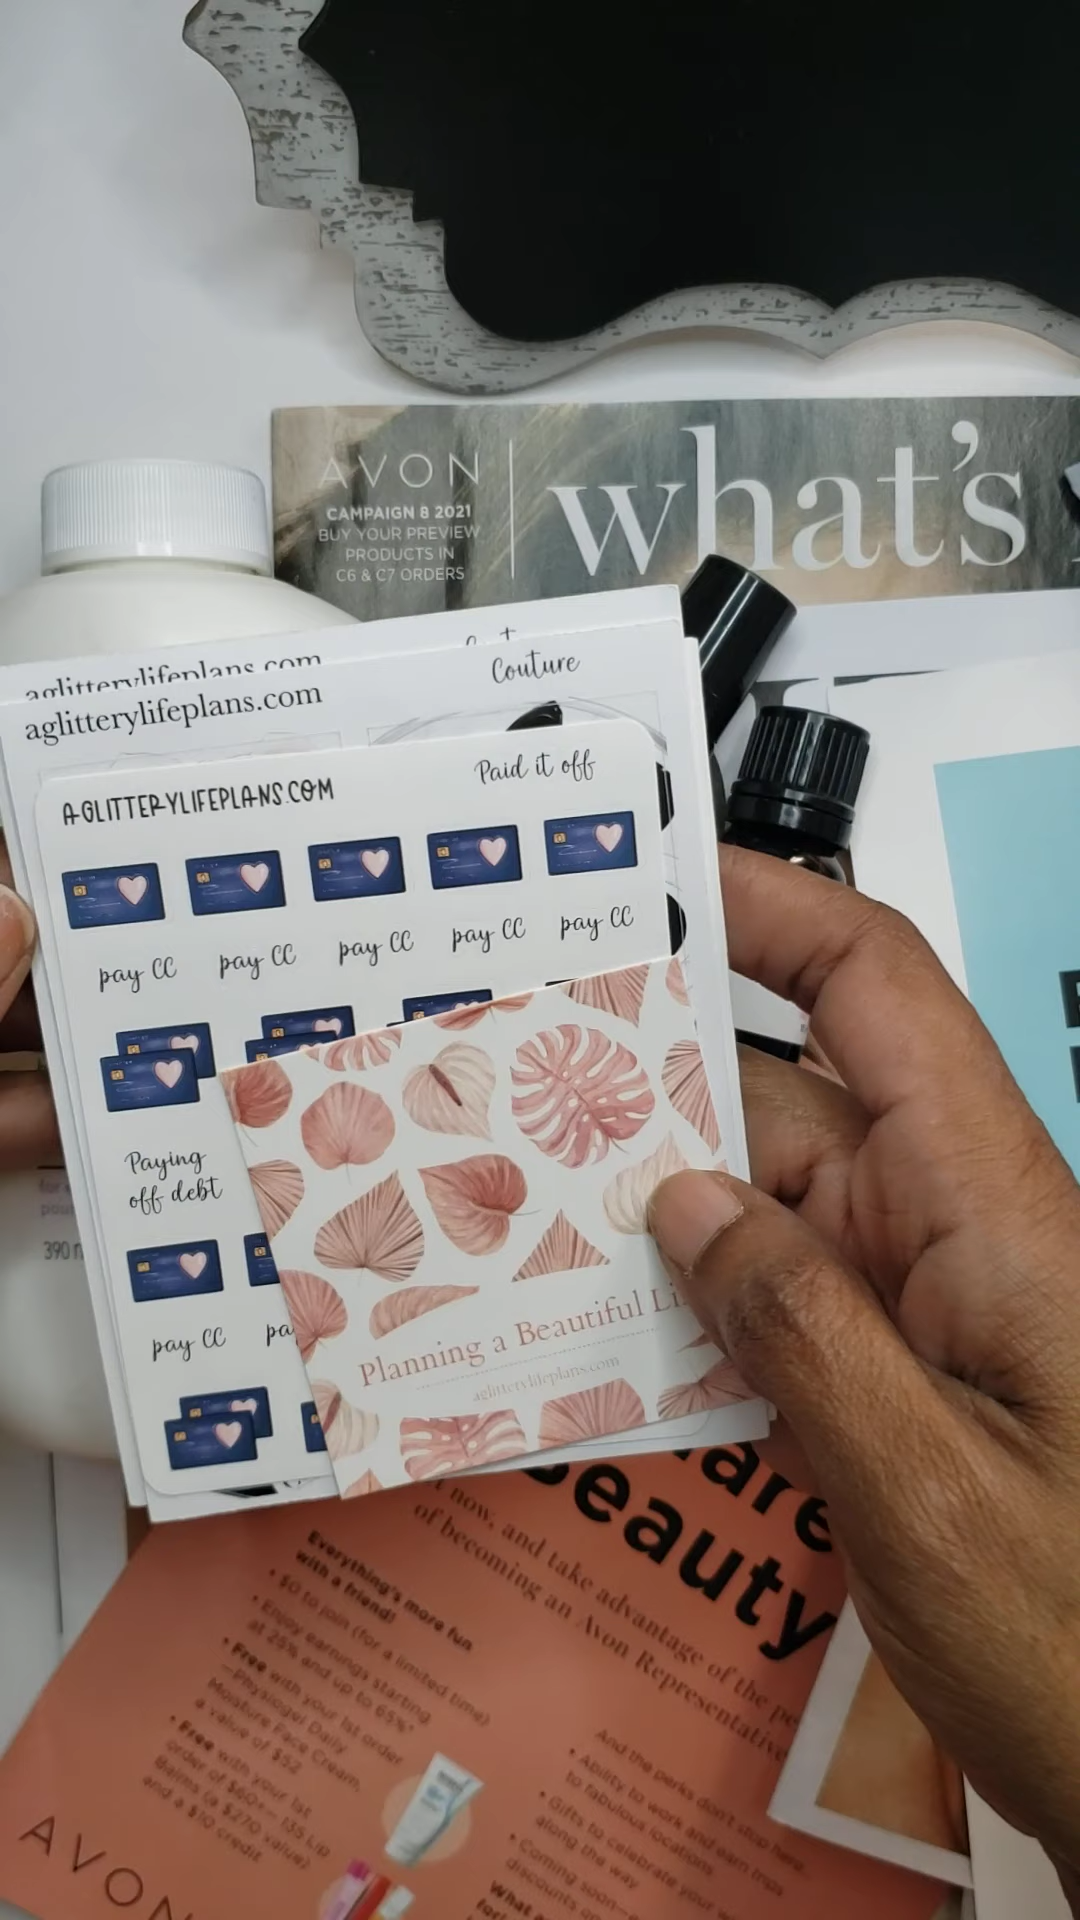 AVON
CAMPAIGN 8 2021
BUY YOUR PREVIEW
PRODUCTS IN
C6 & C7 ORDERS
what's
aglitterylifeplans.com
aglitterylifeplans.com
Couture
A.GLITTERYLIFEPLANS.COM
Paid it off
pay CC
pay CC
pay CC
pay CC
pay CC
Paying
off debt
pay CC
Planning a Beautiful
aglitterylifeplans.com
Beauty
now, and take advantage of the
of becoming an Avon Representative
Everything's more fun
with a friend!
• $0 to join (for a limited time)
• Enjoy earnings starting
at 25% and up to 65%*
• Free with your 1st order
—Physiogel Daily
Moisture Face Cream,
a value of $52
• Free with your 1st
order of $60+— 135 Lip
Balms (a $270 value)
and a $10 credit
And the perks don't stop here...
• Ability to work and earn trips
to fabulous locations
• Gifts to celebrate your
along the way
• Coming soon—
discounts
AVON
390